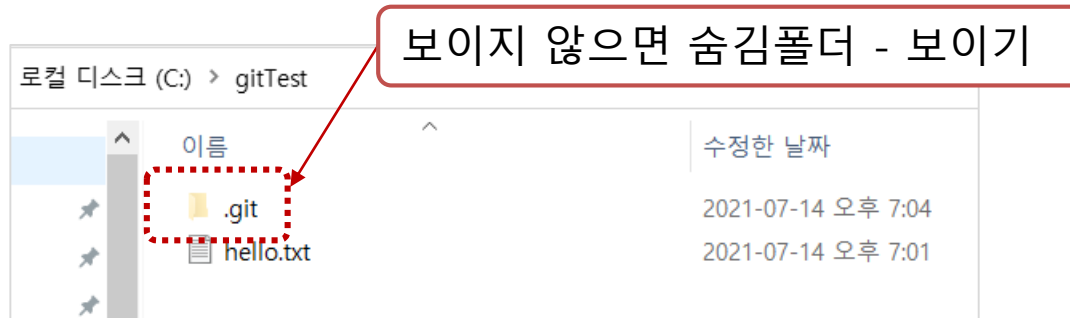 보이지 않으면 숨김폴더 - 보이기
로컬 디스크 (C:) > gitTest
이름 수정한 날짜
.git 2021-07-14 오후 7:04
hello.txt 2021-07-14 오후 7:01